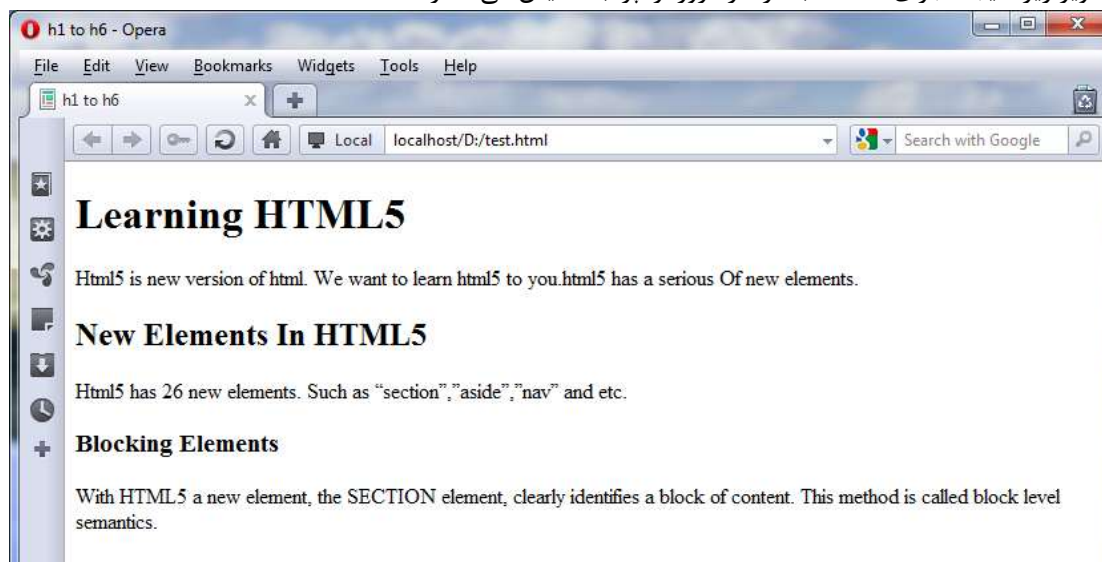 h1 to h6 - Opera
File Edit View Bookmarks Widgets Tools Help
h1 to h6
Local localhost/D:/test.html Search with Google
Learning HTML5
Html5 is new version of html. We want to learn html5 to you.html5 has a serious Of new elements.
New Elements In HTML5
Html5 has 26 new elements. Such as “section”,”aside”,”nav” and etc.
Blocking Elements
With HTML5 a new element, the SECTION element, clearly identifies a block of content. This method is called block level
semantics.